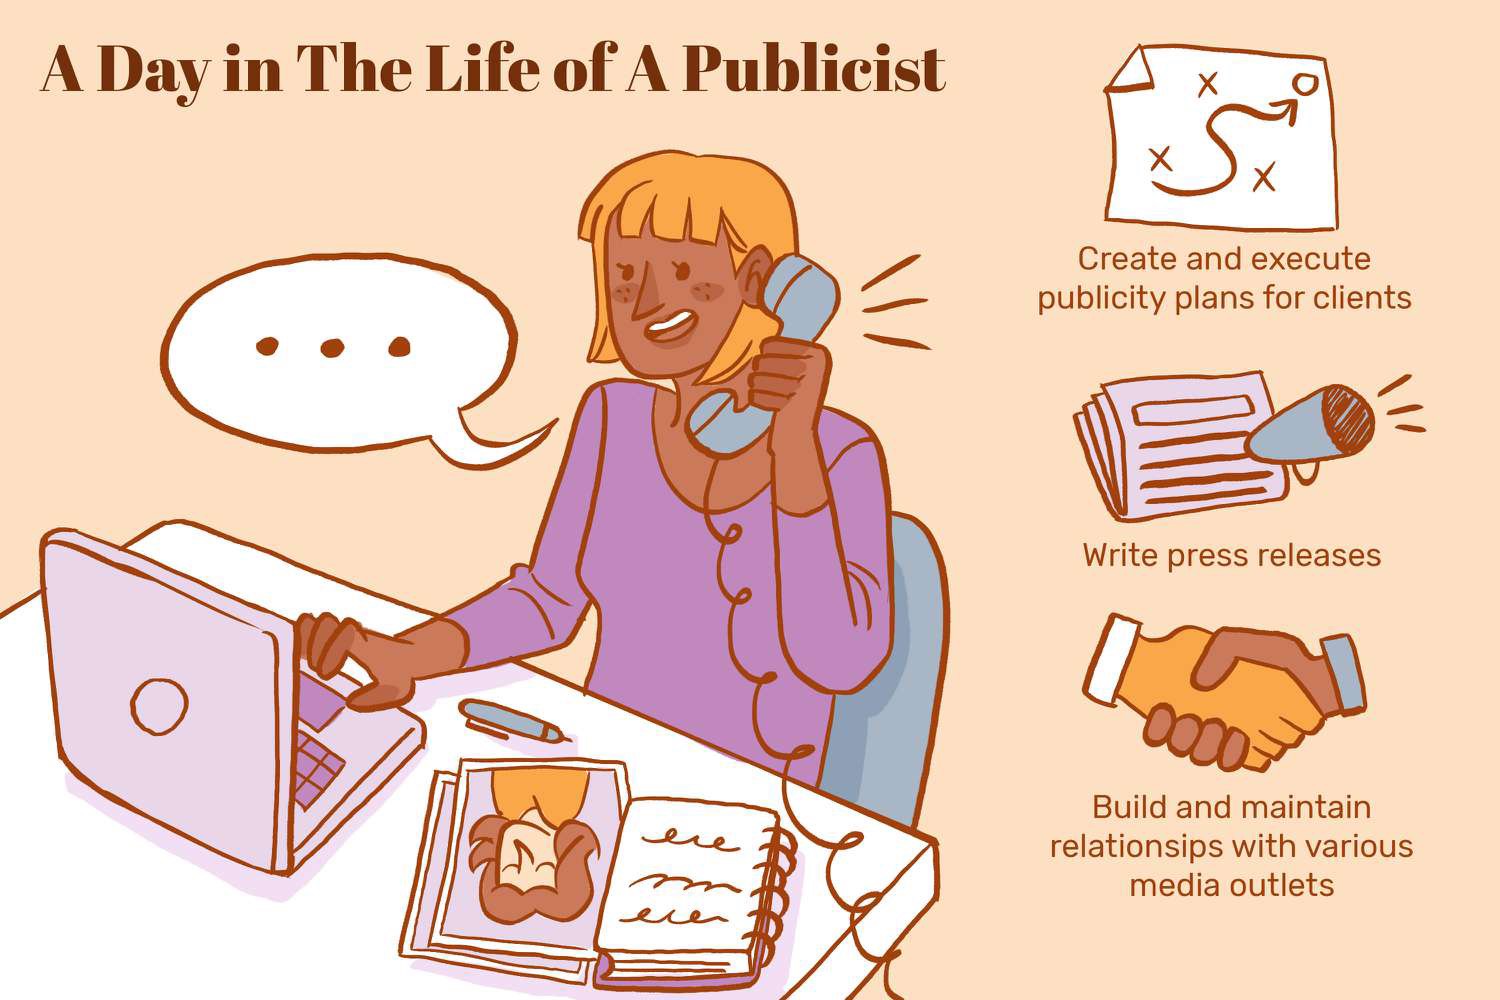 A Day in The Life of A Publicist
Create and execute
publicity plans for clients
Write press releases
Build and maintain
relationsips with various
media outlets